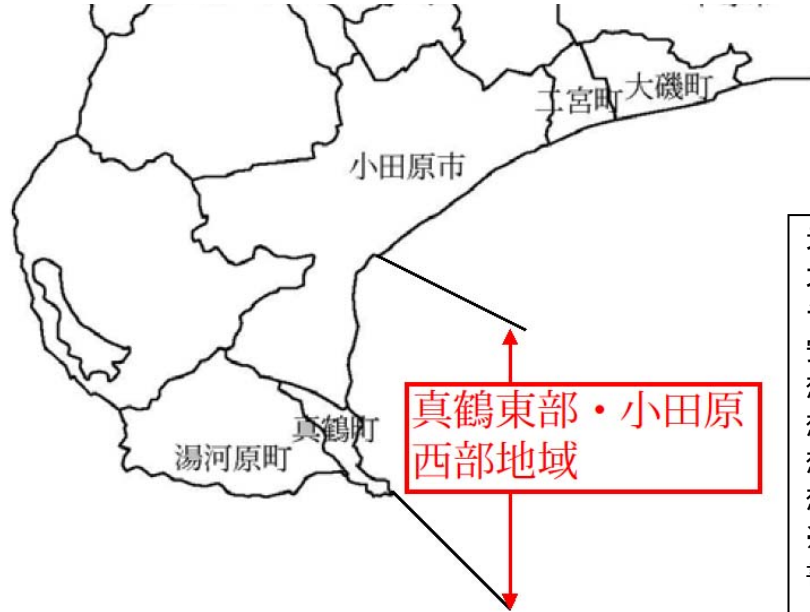 二宮町
大磯町
小田原市
真鶴東部・小田原
西部地域
真鶴町
湯河原町